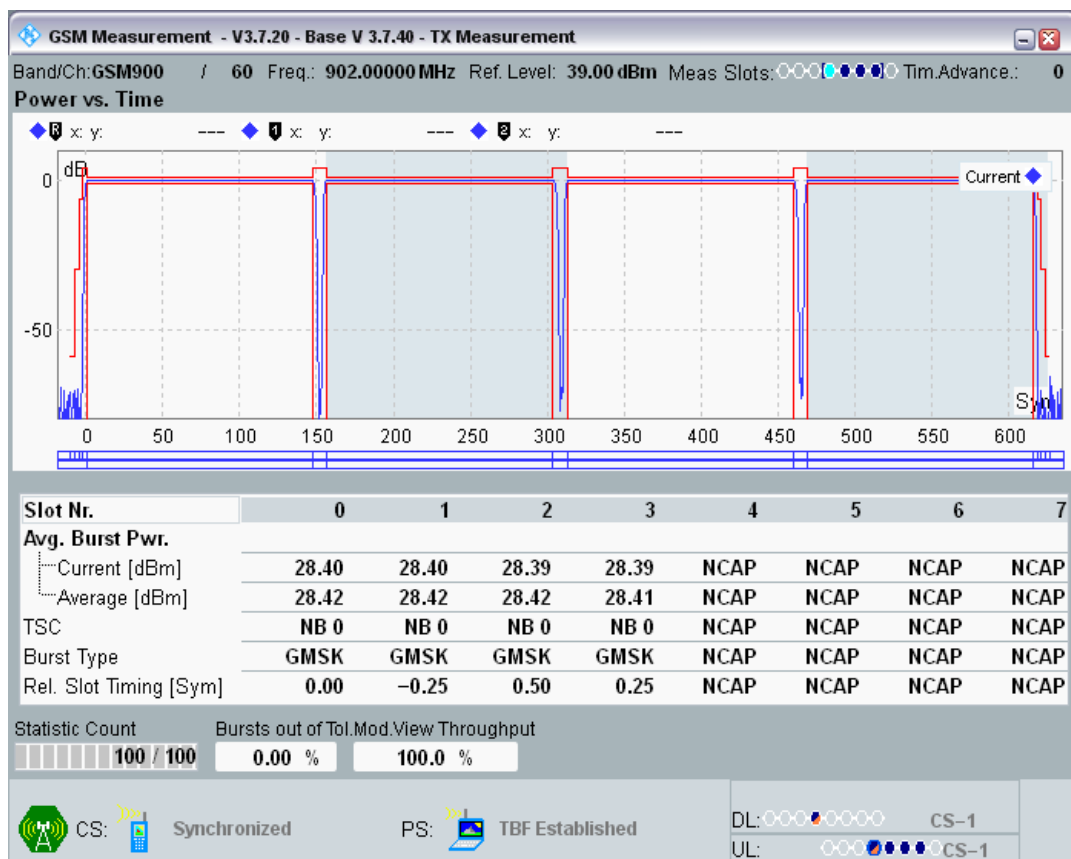 GSM Measurement - V3.7.20 - Base V 3.7.40 - TX Measurement
Band/Ch:GSM900 / 60 Freq.: 902.00000 MHz Ref. Level: 39.00 dBm Meas Slots: Tim.Advance.: 0
Power vs. Time
R x: y: --- 1 x: y: --- 2 x: y: ---
dB
Current
0
-50
Sym
0 50 100 150 200 250 300 350 400 450 500 550 600
Slot Nr. 0 1 2 3 4 5 6 7
Avg. Burst Pwr.
Current [dBm] 28.40 28.40 28.39 28.39 NCAP NCAP NCAP NCAP
Average [dBm] 28.42 28.42 28.42 28.41 NCAP NCAP NCAP NCAP
TSC NB 0 NB 0 NB 0 NB 0 NCAP NCAP NCAP NCAP
Burst Type GMSK GMSK GMSK GMSK NCAP NCAP NCAP NCAP
Rel. Slot Timing [Sym] 0.00 −0.25 0.50 0.25 NCAP NCAP NCAP NCAP
Statistic Count Bursts out of Tol.Mod.View Throughput
100 / 100 0.00 % 100.0 %
CS: Synchronized PS: TBF Established DL: CS−1
UL: CS−1